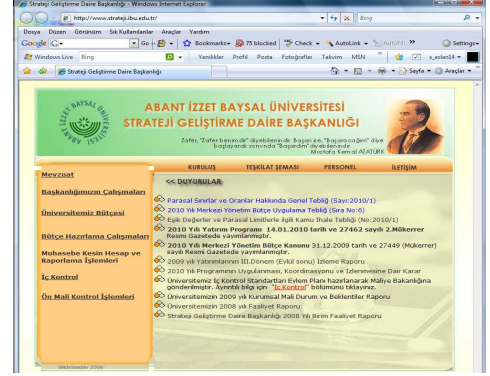 Strateji Geliştirme Daire Başkanlığı - Windows Internet Explorer
http://www.strateji.ibu.edu.tr/
Bing
Dosya Düzen Görünüm Sık Kullanılanlar Araçlar Yardım
Google
Go
Bookmarks
75 blocked
Check
AutoLink
AutoFill
Settings
Windows Live
Bing
Yenilikler Profil Posta Fotoğraflar Takvim MSN
s_aslan14
Strateji Geliştirme Daire Başkanlığı
Sayfa
Araçlar
ABANT İZZET BAYSAL ÜNİVERSİTESİ
STRATEJİ GELİŞTİRME DAİRE BAŞKANLIĞI
Zafer, "Zafer benimdir" diyebilenindir. Başarı ise, "Başaracağım" diye
başlayarak sonunda "Başardım" diyebilenindir.
Mustafa Kemal ATATÜRK
KURULUŞ TEŞKİLAT ŞEMASI PERSONEL İLETİŞİM
Mevzuat
Başkanlığımızın Çalışmaları
Üniversitemiz Bütçesi
Bütçe Hazırlama Çalışmaları
Muhasebe Kesin Hesap ve
Raporlama İşlemleri
İç Kontrol
Ön Mali Kontrol İşlemleri
Webmaster 2006
<< DUYURULAR
Parasal Sınırlar ve Oranlar Hakkında Genel Tebliğ (Sayı:2010/1)
2010 Yılı Merkezi Yönetim Bütçe Uygulama Tebliğ (Sıra No:6)
Eşik Değerler ve Parasal Limitlerle ilgili Kamu İhale Tebliğ (No:2010/1)
2010 Yılı Yatırım Programı 14.01.2010 tarih ve 27462 sayılı 2.Mükerrer
Resmi Gazetede yayımlanmıştır.
2010 Yılı Merkezi Yönetim Bütçe Kanunu 31.12.2009 tarih ve 27449 (Mükerrer)
sayılı Resmi Gazetede yayımlanmıştır.
2009 yılı Yatırımlarının III.Dönem (Eylül sonu) İzleme Raporu
2010 Yılı Programının Uygulanması, Koordinasyonu ve İzlenmesine Dair Karar
Üniversitemiz İç Kontrol Standartları Eylem Planı hazırlanarak Maliye Bakanlığına
gönderilmiştir. Ayrıntılı bilgi için "İç Kontrol" bölümünü tıklayınız.
Üniversitemizin 2009 yılı Kurumsal Mali Durum ve Beklentiler Raporu
Üniversitemizin 2008 yılı Faaliyet Raporu
Strateji Geliştirme Daire Başkanlığı 2008 Yılı Birim Faaliyet Raporu